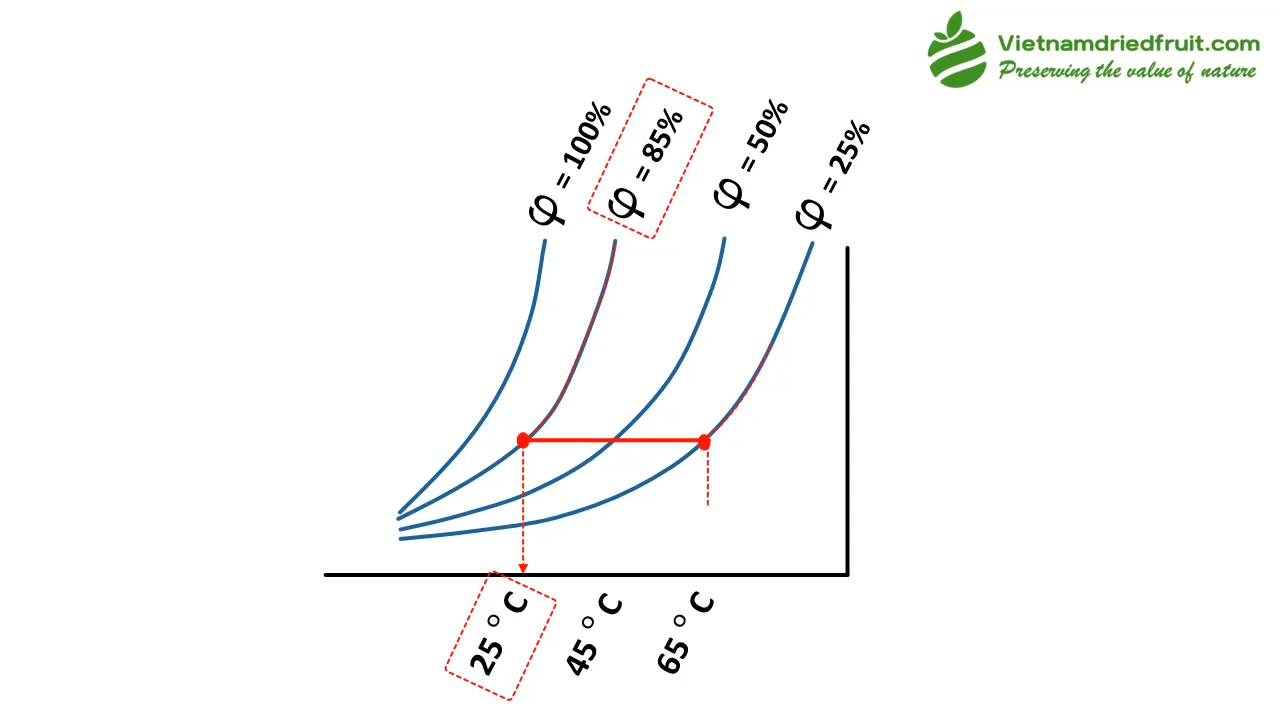 Vietnamdriedfruit.com
Preserving the value of nature
φ = 100%
φ = 85%
φ = 50%
φ = 25%
25 ° C
45 ° C
65 ° C